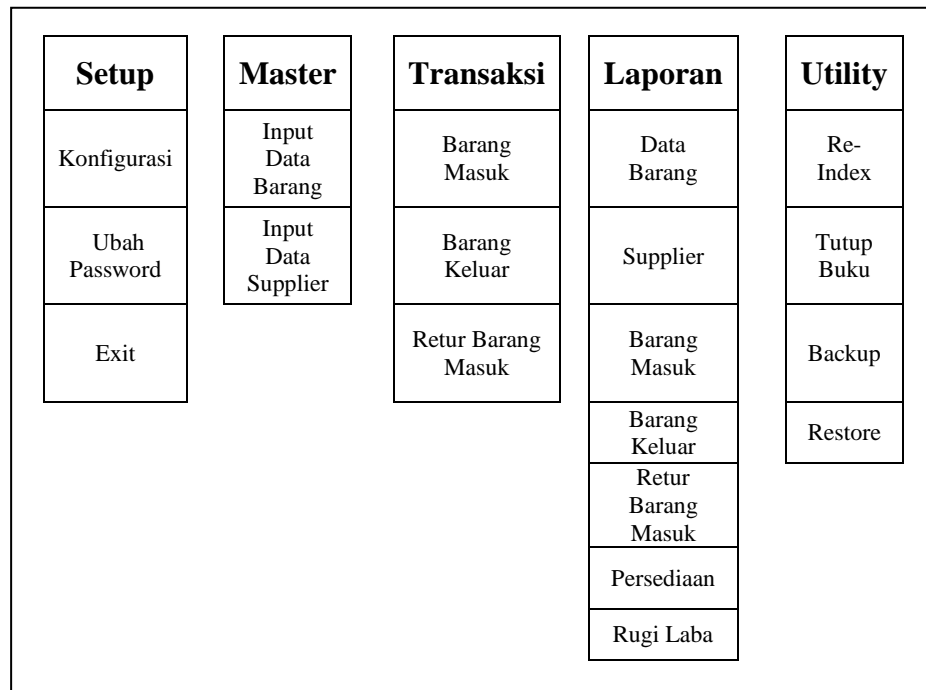 Setup
Konfigurasi
Ubah
Password
Exit
Master
Input
Data
Barang
Input
Data
Supplier
Transaksi
Barang
Masuk
Barang
Keluar
Retur Barang
Masuk
Laporan
Data
Barang
Supplier
Barang
Masuk
Barang
Keluar
Retur
Barang
Masuk
Persediaan
Rugi Laba
Utility
Re-
Index
Tutup
Buku
Backup
Restore